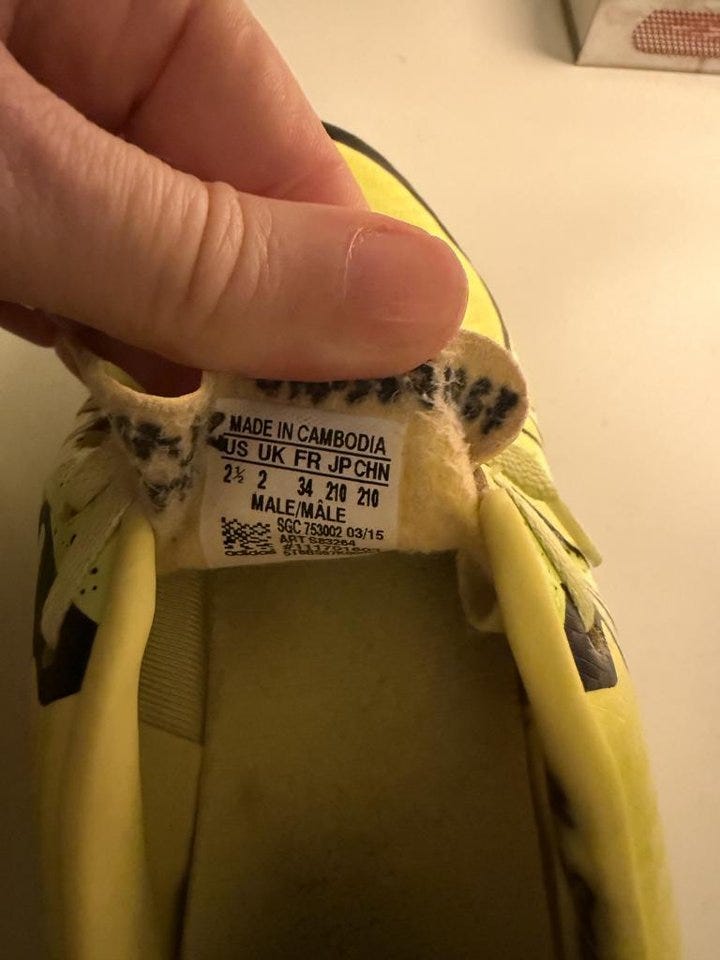 MADE IN CAMBODIA
US UK FR JP CHN
2½ 2 34 210 210
MALE/MÂLE
SGC 753002 03/15
ART S83264
adidas